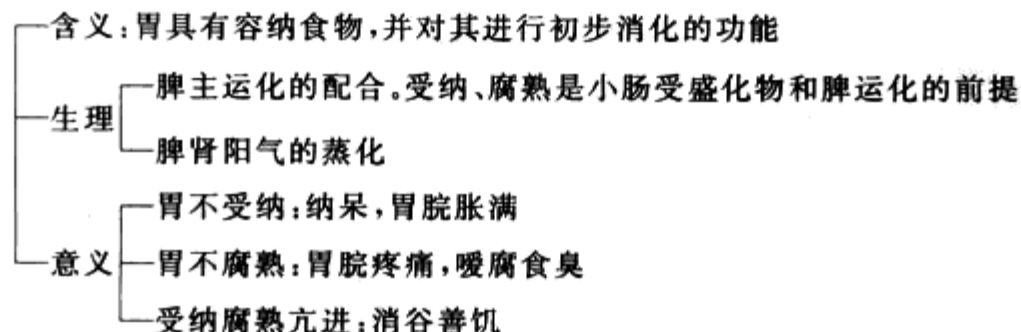 含义:胃具有容纳食物,并对其进行初步消化的功能
脾主运化的配合。受纳、腐熟是小肠受盛化物和脾运化的前提
生理
脾肾阳气的蒸化
胃不受纳:纳呆,胃脘胀满
意义
胃不腐熟:胃脘疼痛,嗳腐食臭
受纳腐熟亢进:消谷善饥